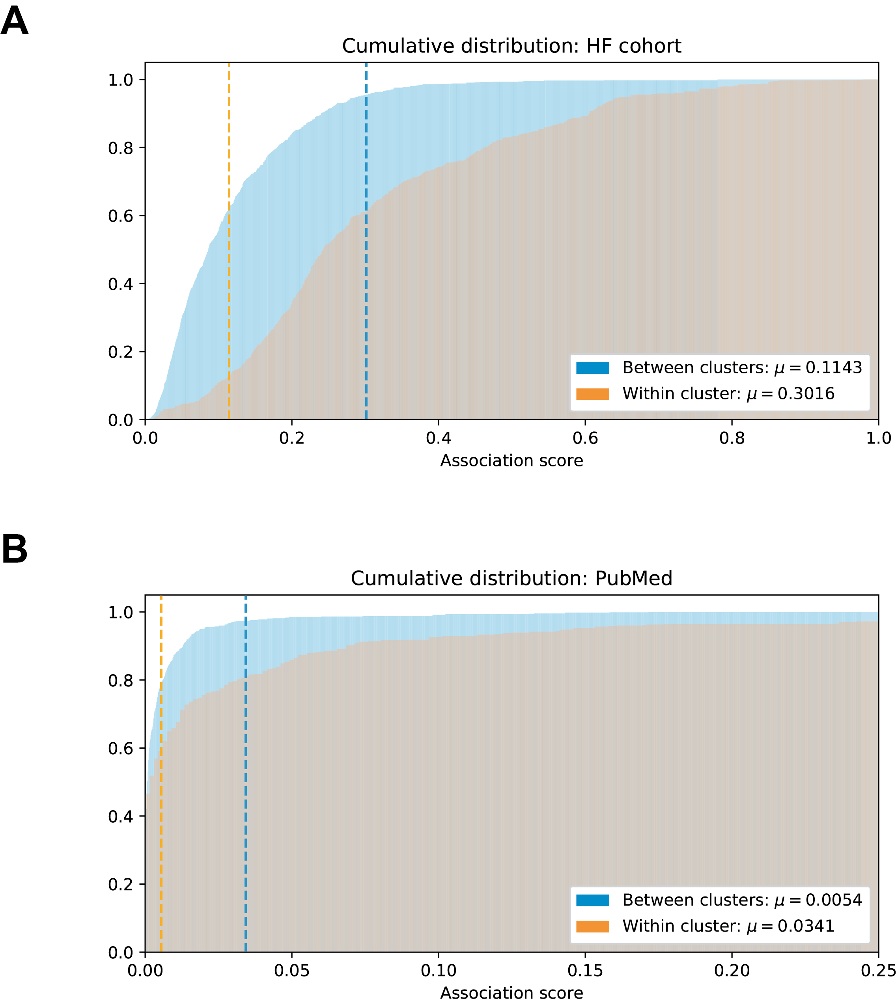 A
Cumulative distribution: HF cohort
1.0
0.8
0.6
0.4
0.2
0.0
Between clusters: μ = 0.1143
Within cluster: μ = 0.3016
0.0 0.2 0.4 0.6 0.8 1.0
Association score
B
Cumulative distribution: PubMed
1.0
0.8
0.6
0.4
0.2
0.0
Between clusters: μ = 0.0054
Within cluster: μ = 0.0341
0.00 0.05 0.10 0.15 0.20 0.25
Association score